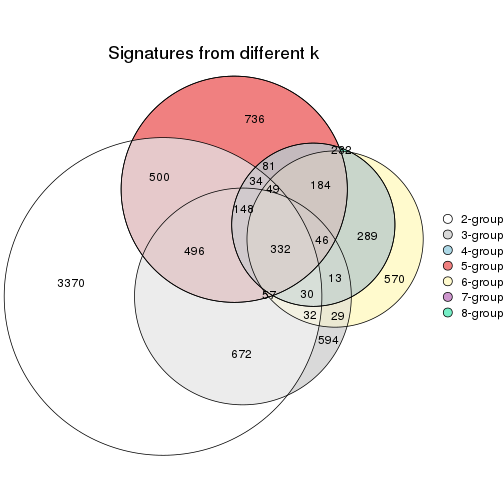 Signatures from different k
736
232
81
500
34
49
184
148
2-group
3-group
4-group
5-group
6-group
7-group
8-group
496
332
46
289
3370
13
570
57
30
32
29
594
672